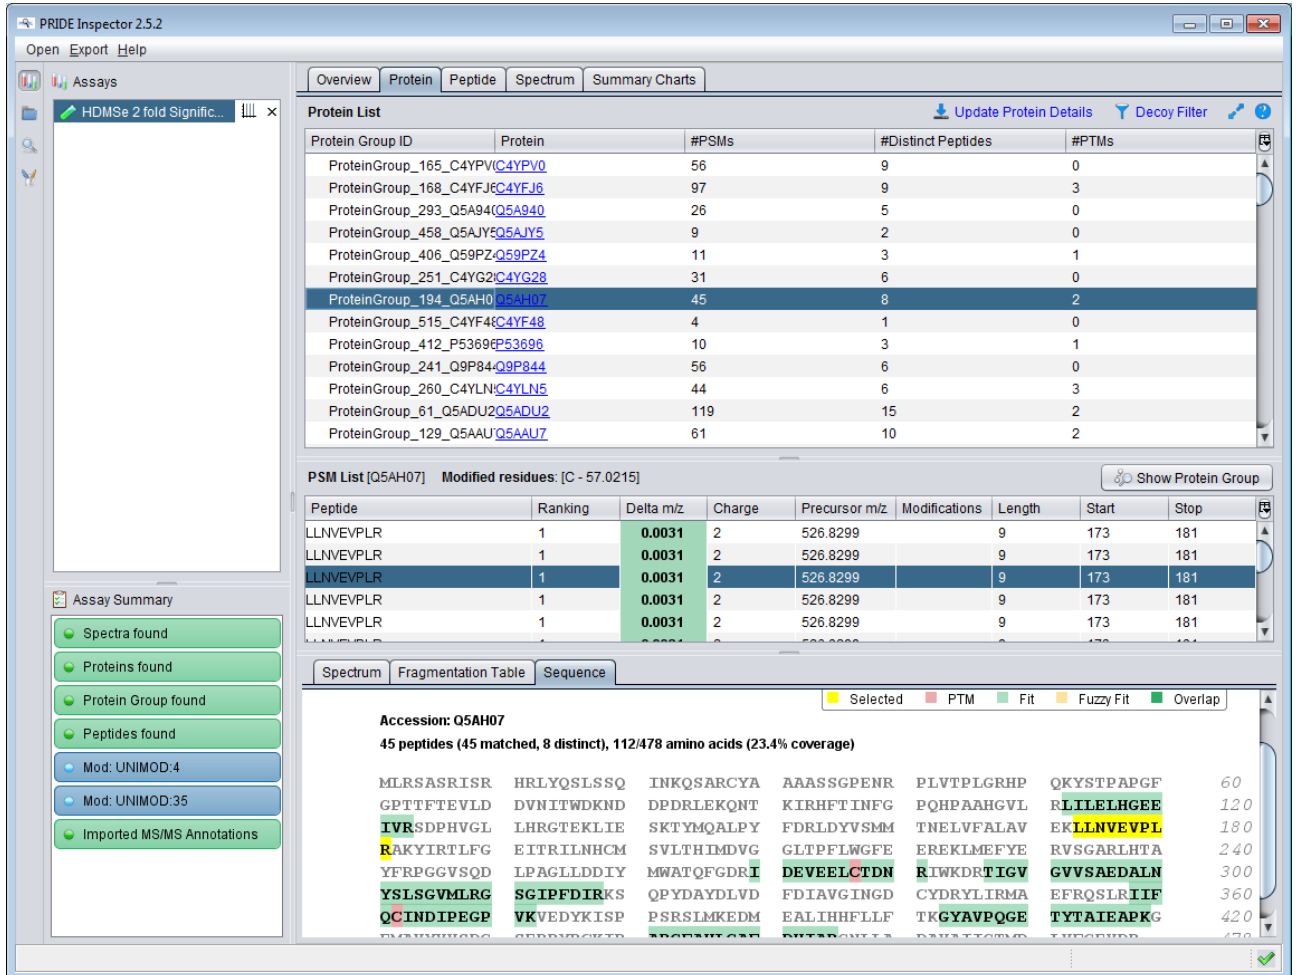 PRIDE Inspector 2.5.2
Open Export Help
Assays
HDMSe 2 fold Signific...
Overview Protein Peptide Spectrum Summary Charts
Protein List Update Protein Details Decoy Filter
Protein Group ID Protein #PSMs #Distinct Peptides #PTMs
ProteinGroup_165_C4YPV C4YPV0 56 9 0
ProteinGroup_168_C4YFJ6 C4YFJ6 97 9 3
ProteinGroup_293_Q5A940 Q5A940 26 5 0
ProteinGroup_458_Q5AJY5 Q5AJY5 9 2 0
ProteinGroup_406_Q59PZ4 Q59PZ4 11 3 1
ProteinGroup_251_C4YG2 C4YG28 31 6 0
ProteinGroup_194_Q5AH0 Q5AH07 45 8 2
ProteinGroup_515_C4YF48 C4YF48 4 1 0
ProteinGroup_412_P53696 P53696 10 3 1
ProteinGroup_241_Q9P844 Q9P844 56 6 0
ProteinGroup_260_C4YLN C4YLN5 44 6 3
ProteinGroup_61_Q5ADU2 Q5ADU2 119 15 2
ProteinGroup_129_Q5AAU Q5AAU7 61 10 2
PSM List [Q5AH07] Modified residues: [C - 57.0215] Show Protein Group
Peptide Ranking Delta m/z Charge Precursor m/z Modifications Length Start Stop
LLNVEVPLR 1 0.0031 2 526.8299 9 173 181
LLNVEVPLR 1 0.0031 2 526.8299 9 173 181
LLNVEVPLR 1 0.0031 2 526.8299 9 173 181
LLNVEVPLR 1 0.0031 2 526.8299 9 173 181
LLNVEVPLR 1 0.0031 2 526.8299 9 173 181
Assay Summary
Spectra found
Proteins found
Protein Group found
Peptides found
Mod: UNIMOD:4
Mod: UNIMOD:35
Imported MS/MS Annotations
Spectrum Fragmentation Table Sequence
Selected PTM Fit Fuzzy Fit Overlap
Accession: Q5AH07
45 peptides (45 matched, 8 distinct), 112/478 amino acids (23.4% coverage)
MLRSASRISR HRLYQSLSSQ INKQSARCYA AAASSGPENR PLVTPLGRHP QKYSTPAPGF 60
GPTTFTEVLD DVNITWDKND DPDRLEKQNT KIRHFTINFG PQHPAAHGVL RLILELHGEE 120
IVRSDPHVGL LHRGTEKLIE SKTYMQALPY FDRLDYVSMM TNELVFALAV EKLLNVEVPL 180
RAKYIRTLFG EITRILNHCM SVLTHIMDVG GLTPFLWGFE EREKLMEFYE RVSGARLHTA 240
YFRPGGVSQD LPAGLLDDIY MWATQFGDRI DEVEELCTDN RIWKDRTIGV GVVSAEDALN 300
YSLSGVMLRG SGIPFDIRKS QPYDAYDLVD FDIAVGINGD CYDRYLIRMA EFRQSLRIIF 360
QCINDIPEGP VKVEDYKISP PSRSLMKEDM EALIHHFLLF TKGYAVPQGE TYTAIEAPKG 420